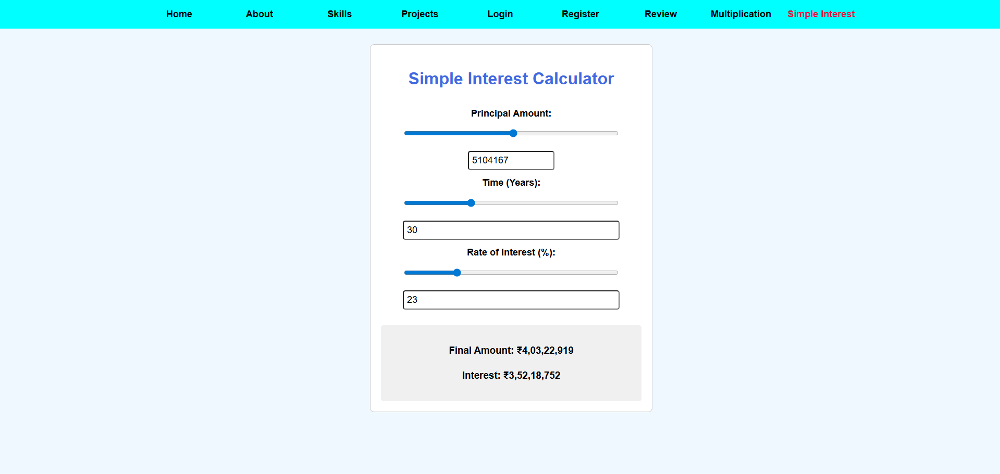 Home About Skills Projects Login Register Review Multiplication Simple Interest
Simple Interest Calculator
Principal Amount:
5104167
Time (Years):
30
Rate of Interest (%):
23
Final Amount: ₹4,03,22,919
Interest: ₹3,52,18,752